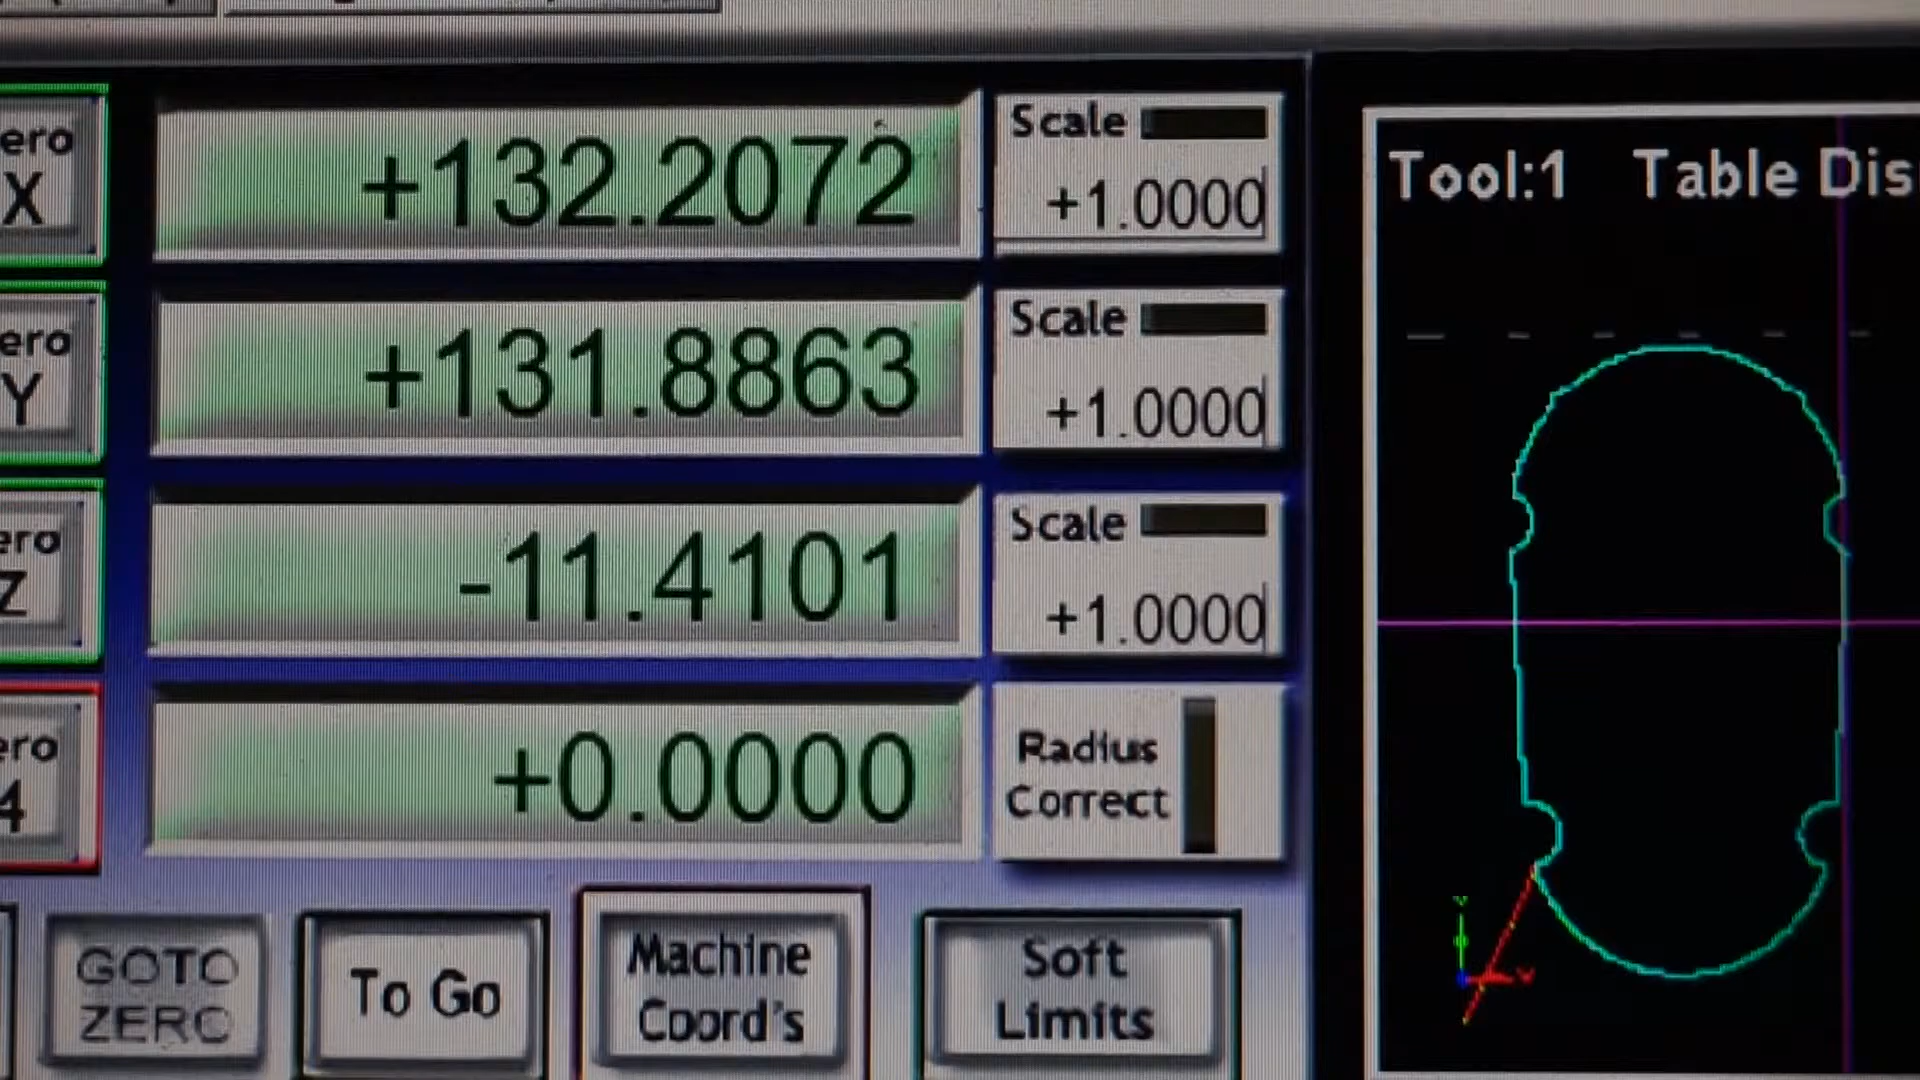 ero
X
+132.2072
Scale
+1.0000
Tool:1 Table Dis
ero
Y
+131.8863
Scale
+1.0000
ero
Z
-11.4101
Scale
+1.0000
ero
4
+0.0000
Radius
Correct
GOTO
ZERO
To Go
Machine
Coord's
Soft
Limits